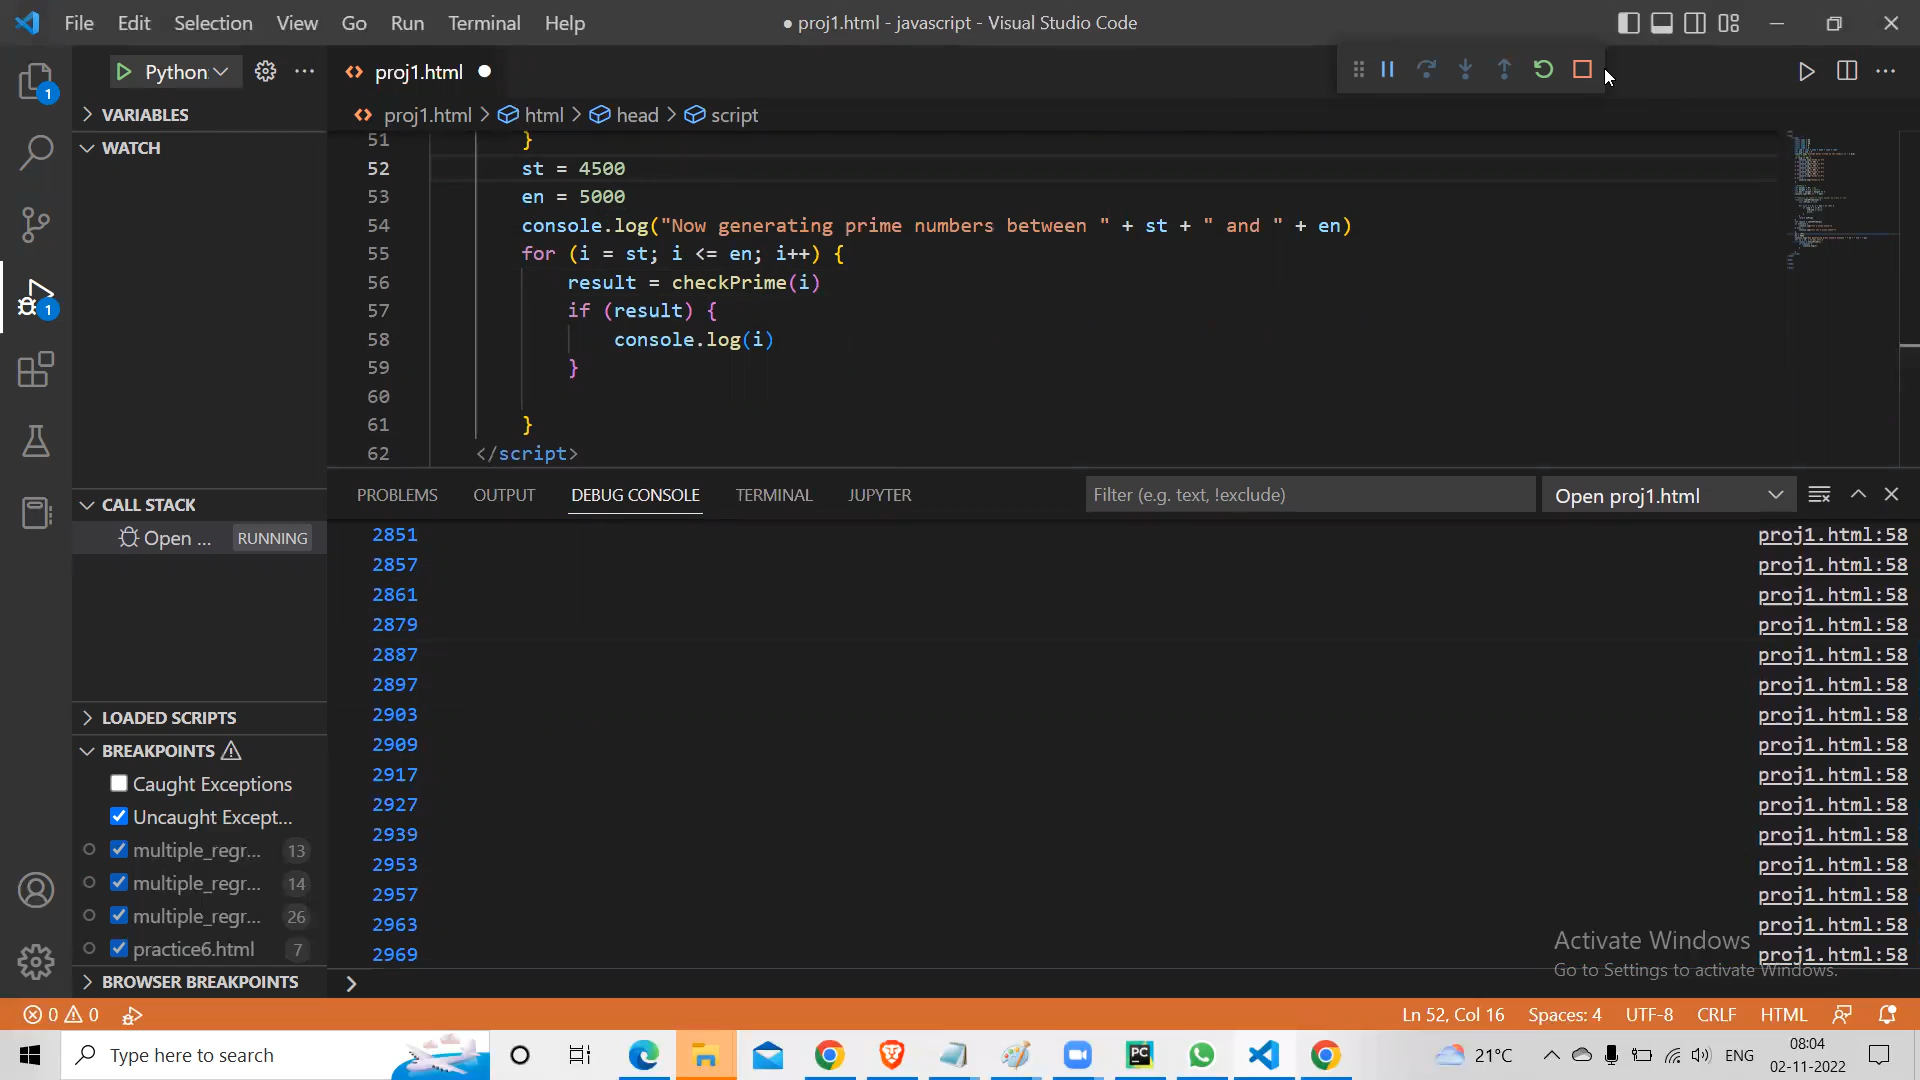 File Edit Selection View Go Run Terminal Help
● proj1.html - javascript - Visual Studio Code
Python
proj1.html
VARIABLES
proj1.html > html > head > script
WATCH
51 }
52 st = 4500
53 en = 5000
54 console.log("Now generating prime numbers between " + st + " and " + en)
55 for (i = st; i <= en; i++) {
56 result = checkPrime(i)
57 if (result) {
58 console.log(i)
59 }
60
61 }
62 </script>
CALL STACK
Open ... RUNNING
LOADED SCRIPTS
BREAKPOINTS
Caught Exceptions
Uncaught Except...
multiple_regr... 13
multiple_regr... 14
multiple_regr... 26
practice6.html 7
BROWSER BREAKPOINTS
1
1
PROBLEMS OUTPUT DEBUG CONSOLE TERMINAL JUPYTER
Filter (e.g. text, !exclude)
Open proj1.html
2851 proj1.html:58
2857 proj1.html:58
2861 proj1.html:58
2879 proj1.html:58
2887 proj1.html:58
2897 proj1.html:58
2903 proj1.html:58
2909 proj1.html:58
2917 proj1.html:58
2927 proj1.html:58
2939 proj1.html:58
2953 proj1.html:58
2957 proj1.html:58
2963 proj1.html:58
2969 proj1.html:58
Activate Windows
Go to Settings to activate Windows.
0 0
Ln 52, Col 16 Spaces: 4 UTF-8 CRLF HTML
Type here to search
PC
21°C
ENG
08:04
02-11-2022